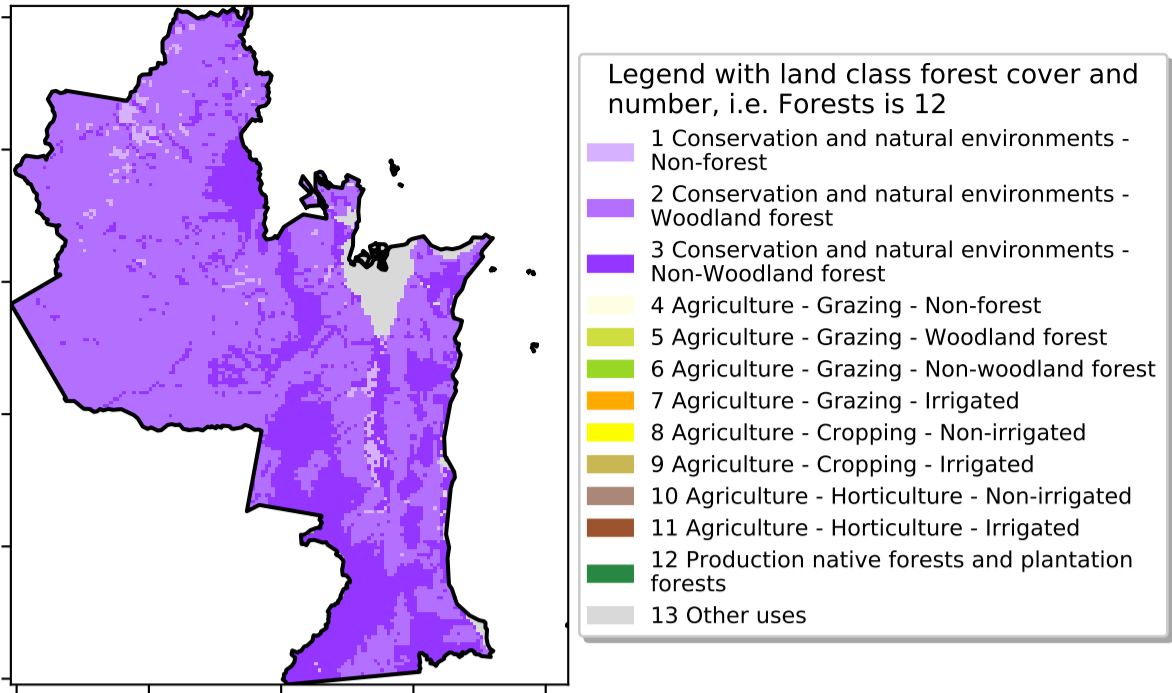 Legend with land class forest cover and
number, i.e. Forests is 12
1 Conservation and natural environments -
Non-forest
2 Conservation and natural environments -
Woodland forest
3 Conservation and natural environments -
Non-Woodland forest
4 Agriculture - Grazing - Non-forest
5 Agriculture - Grazing - Woodland forest
6 Agriculture - Grazing - Non-woodland forest
7 Agriculture - Grazing - Irrigated
8 Agriculture - Cropping - Non-irrigated
9 Agriculture - Cropping - Irrigated
10 Agriculture - Horticulture - Non-irrigated
11 Agriculture - Horticulture - Irrigated
12 Production native forests and plantation
forests
13 Other uses